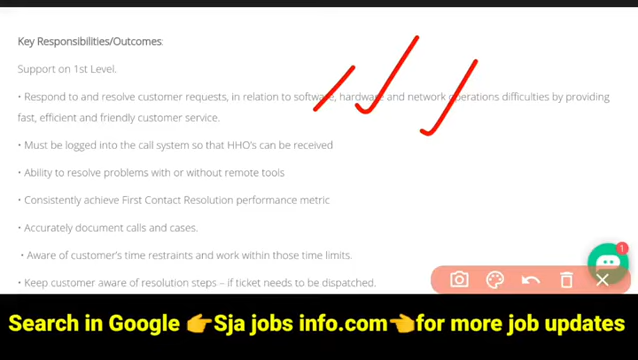 Key Responsibilities/Outcomes:
Support on 1st Level.
• Respond to and resolve customer requests, in relation to software, hardware and network operations difficulties by providing
fast, efficient and friendly customer service.
• Must be logged into the call system so that HHO's can be received
• Ability to resolve problems with or without remote tools
• Consistently achieve First Contact Resolution performance metric
• Accurately document calls and cases.
• Aware of customer's time restraints and work within those time limits.
• Keep customer aware of resolution steps – if ticket needs to be dispatched.
1
Search in Google 👉Sja jobs info.com👈for more job updates